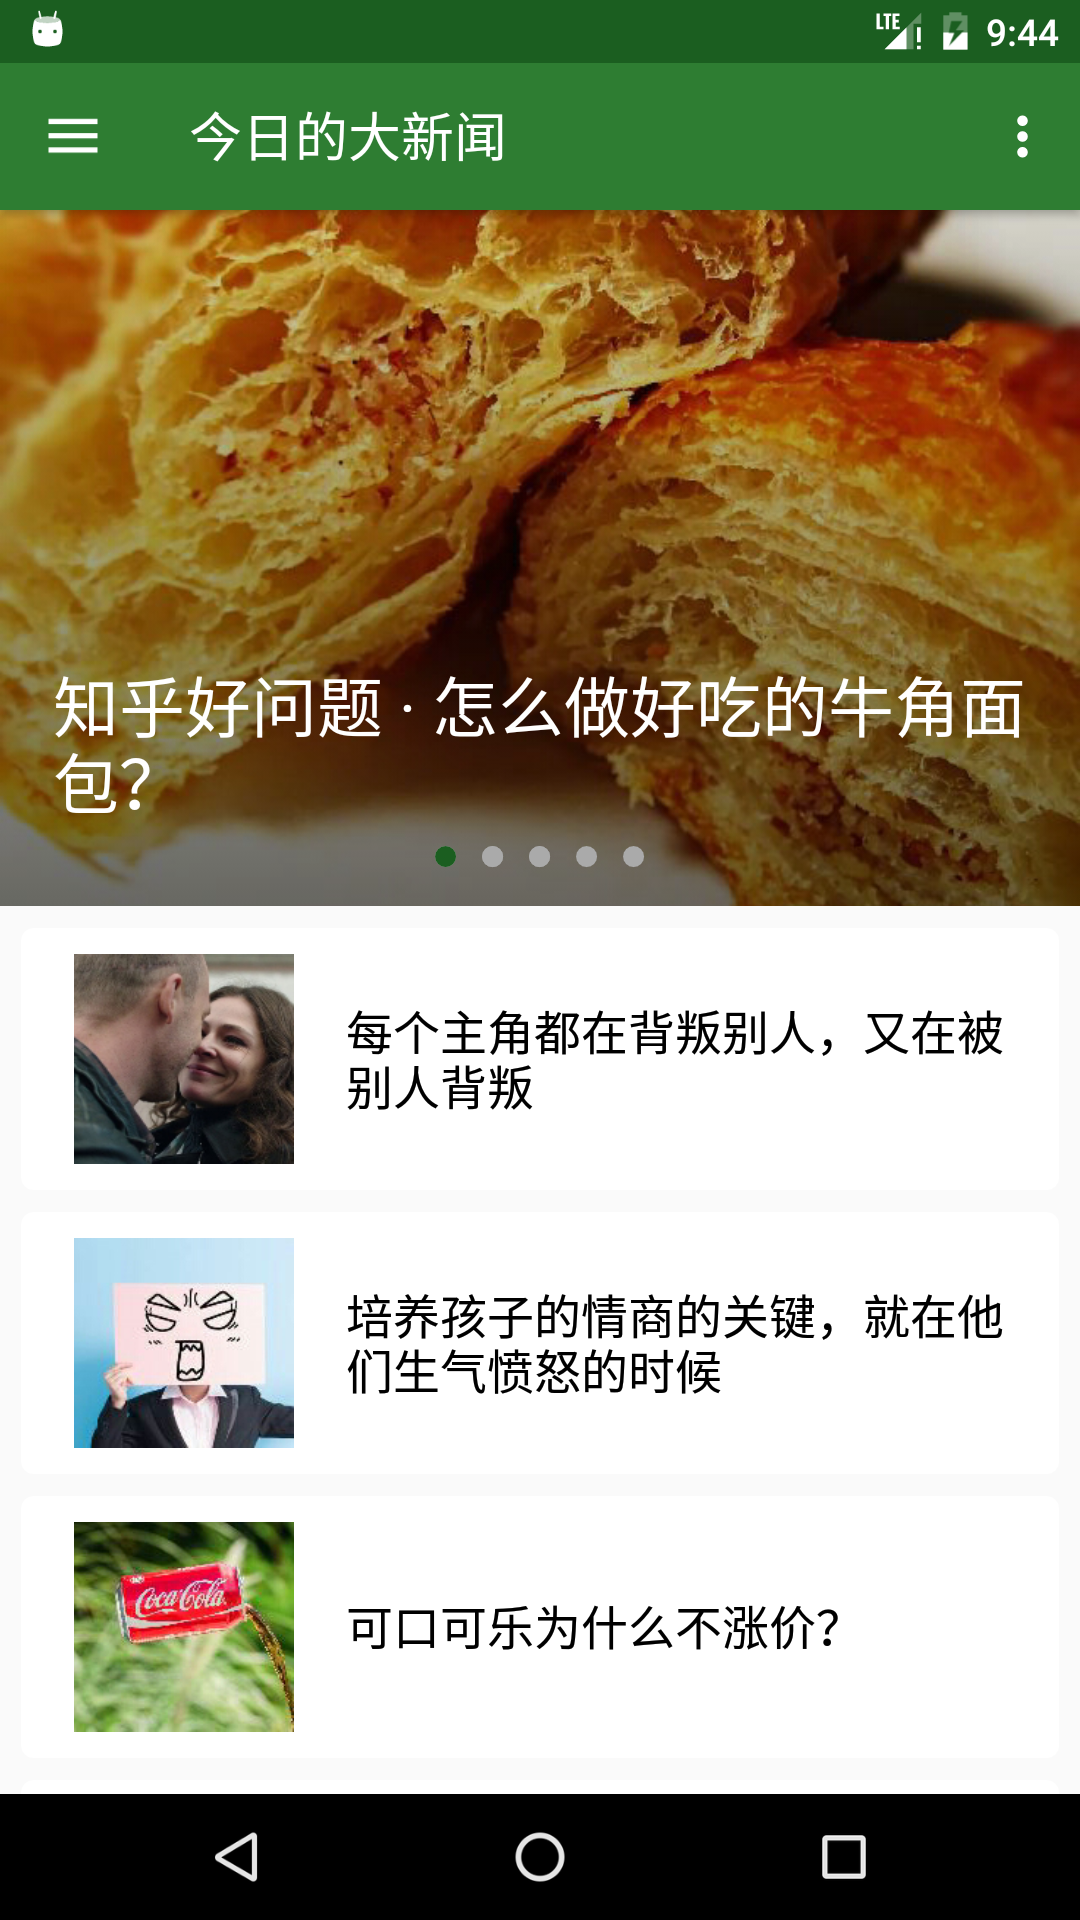 LTE
9:44
今日的大新闻
知乎好问题 · 怎么做好吃的牛角面
包？
每个主角都在背叛别人，又在被
别人背叛
培养孩子的情商的关键，就在他
们生气愤怒的时候
Coca-Cola
可口可乐为什么不涨价？